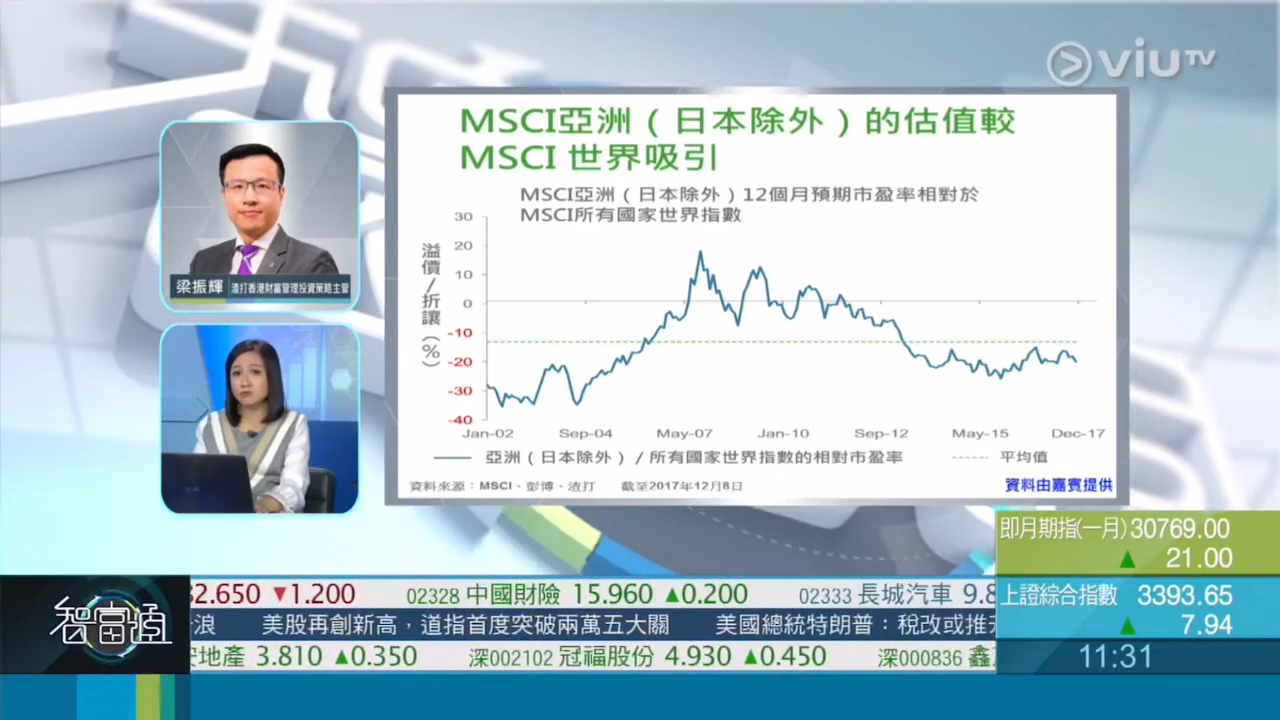 viuTV
MSCI亞洲（日本除外）的估值較
MSCI 世界吸引
MSCI亞洲（日本除外）12個月預期市盈率相對於
MSCI所有國家世界指數
溢價/折讓（%）
30
20
10
0
-10
-20
-30
-40
Jan-02 Sep-04 May-07 Jan-10 Sep-12 May-15 Dec-17
亞洲（日本除外）/所有國家世界指數的相對市盈率 平均值
資料來源：MSCI、彭博、渣打 截至2017年12月8日
資料由嘉賓提供
梁振輝 渣打香港財富管理投資策略主管
即月期指(一月) 30769.00
▲ 21.00
上證綜合指數 3393.65
▲ 7.94
11:31
智富通
2.650 ▼1.200 02328 中國財險 15.960 ▲0.200 02333 長城汽車 9.8
浪 美股再創新高，道指首度突破兩萬五大關 美國總統特朗普：稅改或推
地產 3.810 ▲0.350 深002102 冠福股份 4.930 ▲0.450 深000836 鑫